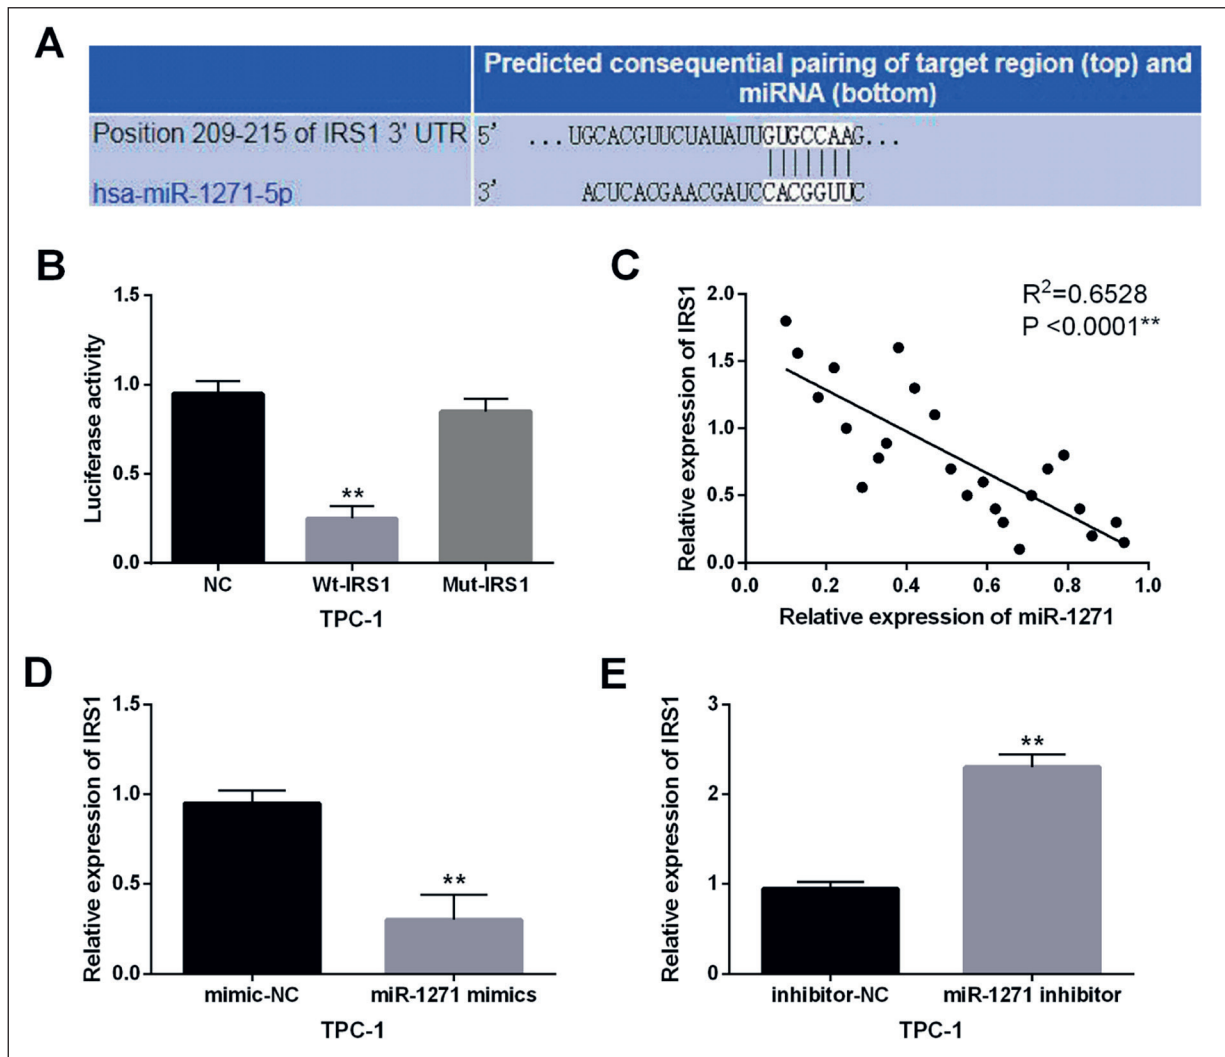 A
Predicted consequential pairing of target region (top) and
miRNA (bottom)
Position 209-215 of IRS1 3' UTR 5' ...UGCACGUUCUAUAUUGUGCCAAG...
hsa-miR-1271-5p 3' ACUCACGAACGAUCCACGGUUC
B
Luciferase activity
1.5
1.0
0.5
0.0
**
NC Wt-IRS1 Mut-IRS1
TPC-1
C
Relative expression of IRS1
R²=0.6528
P <0.0001**
2.0
1.5
1.0
0.5
0.0
0.0 0.2 0.4 0.6 0.8 1.0
Relative expression of miR-1271
D
Relative expression of IRS1
1.5
1.0
0.5
0.0
**
mimic-NC miR-1271 mimics
TPC-1
E
Relative expression of IRS1
3
2
1
0
**
inhibitor-NC miR-1271 inhibitor
TPC-1